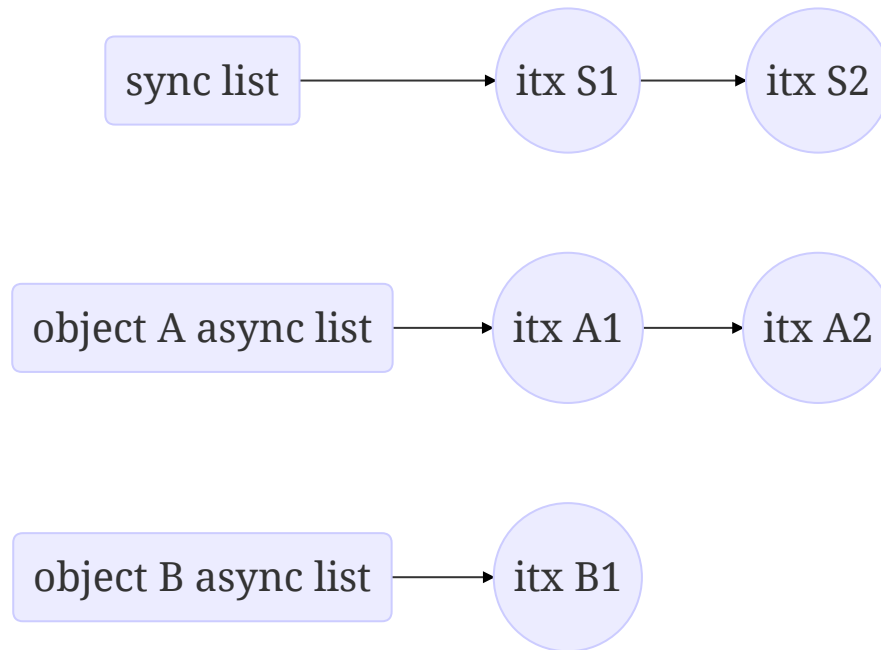 sync list
itx S1
itx S2
object A async list
itx A1
itx A2
object B async list
itx B1